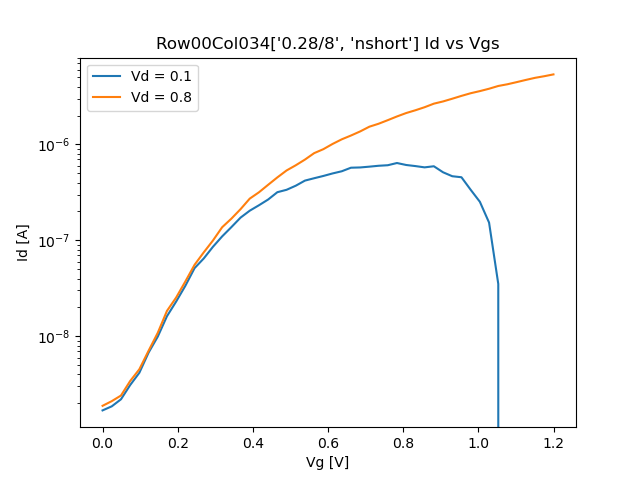 Row00Col034['0.28/8', 'nshort'] Id vs Vgs
Vd = 0.1
Vd = 0.8
Id [A]
10⁻⁶
10⁻⁷
10⁻⁸
0.0 0.2 0.4 0.6 0.8 1.0 1.2
Vg [V]